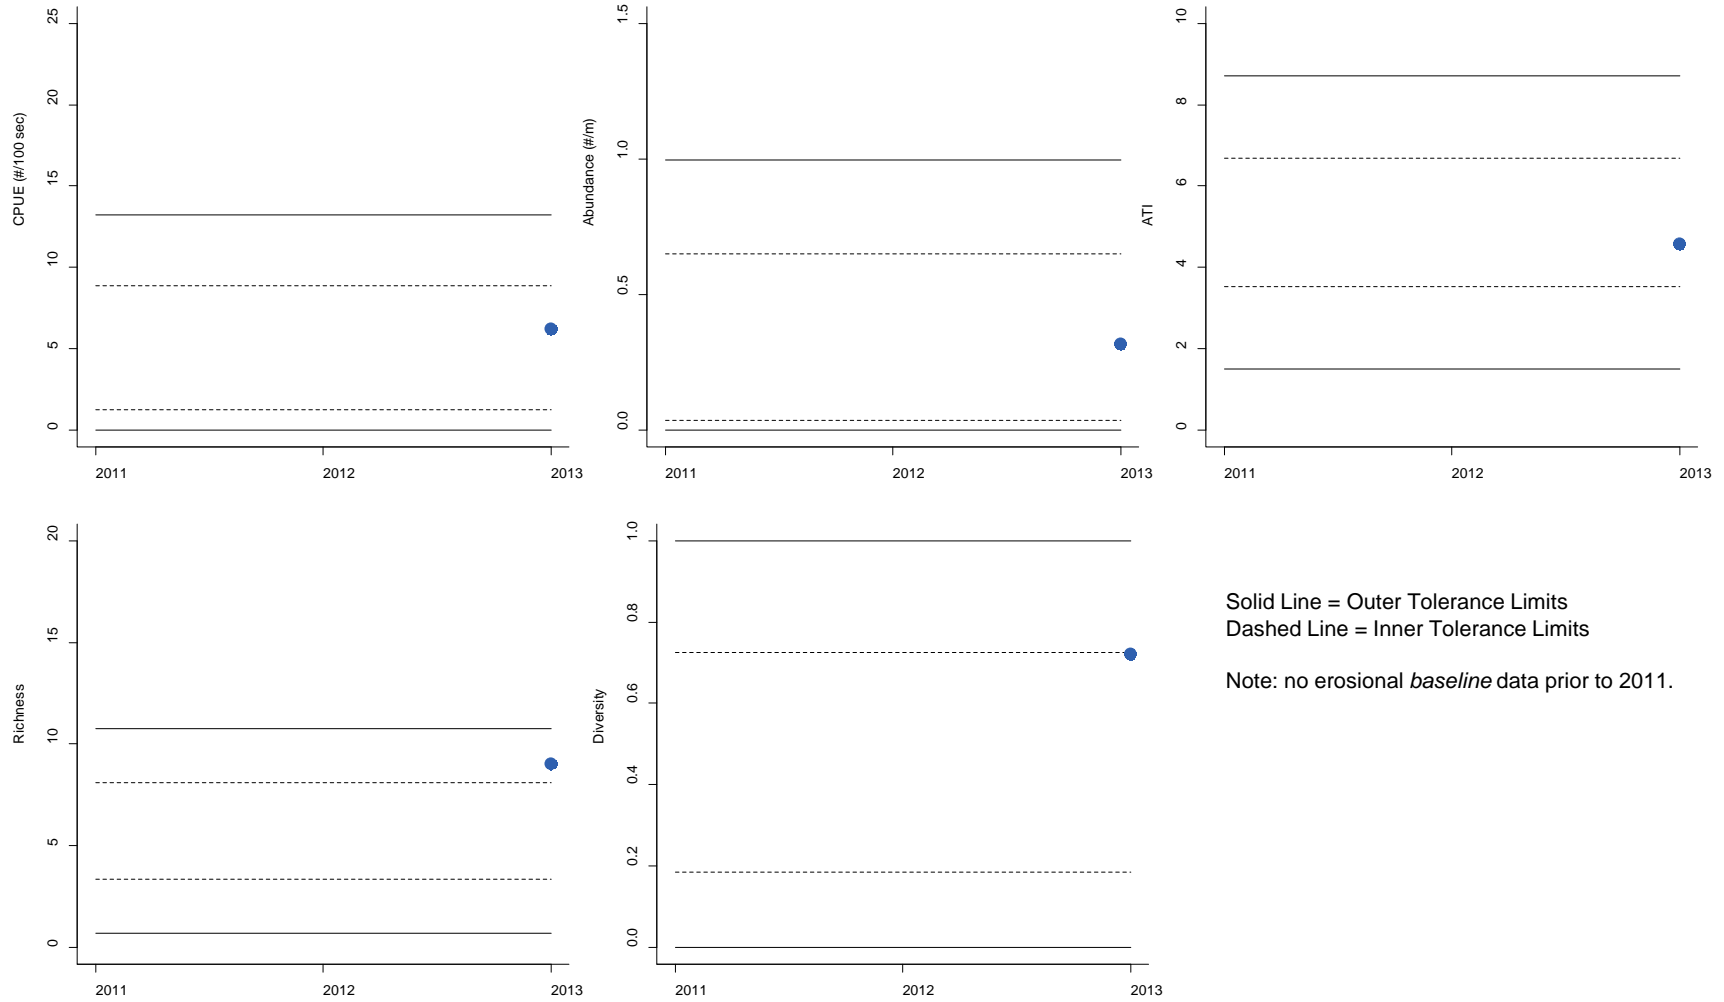 CPUE (#/100 sec)
25
20
15
10
5
0
2011 2012 2013
Abundance (#/m)
1.5
1.0
0.5
0.0
2011 2012 2013
ATI
10
8
6
4
2
0
2011 2012 2013
Richness
20
15
10
5
0
2011 2012 2013
Diversity
1.0
0.8
0.6
0.4
0.2
0.0
2011 2012 2013
Solid Line = Outer Tolerance Limits
Dashed Line = Inner Tolerance Limits
Note: no erosional baseline data prior to 2011.